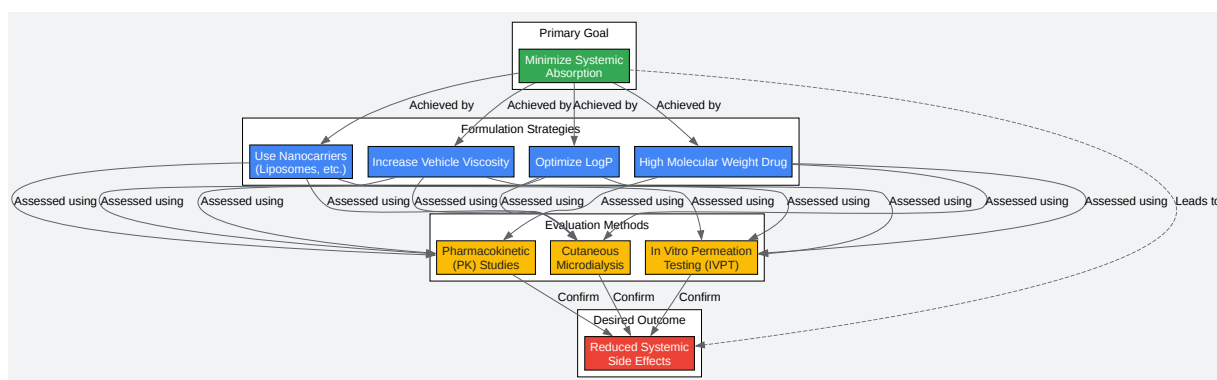 Primary Goal
Minimize Systemic
Absorption
Achieved by
Achieved by
Achieved by
Achieved by
Formulation Strategies
Use Nanocarriers
(Liposomes, etc.)
Increase Vehicle Viscosity
Optimize LogP
High Molecular Weight Drug
Assessed using
Assessed using
Assessed using
Assessed using
Assessed using
Assessed using
Assessed using
Assessed using
Assessed using
Assessed using
Assessed using
Assessed using
Leads to
Evaluation Methods
Pharmacokinetic
(PK) Studies
Cutaneous
Microdialysis
In Vitro Permeation
Testing (IVPT)
Confirm
Confirm
Confirm
Desired Outcome
Reduced Systemic
Side Effects